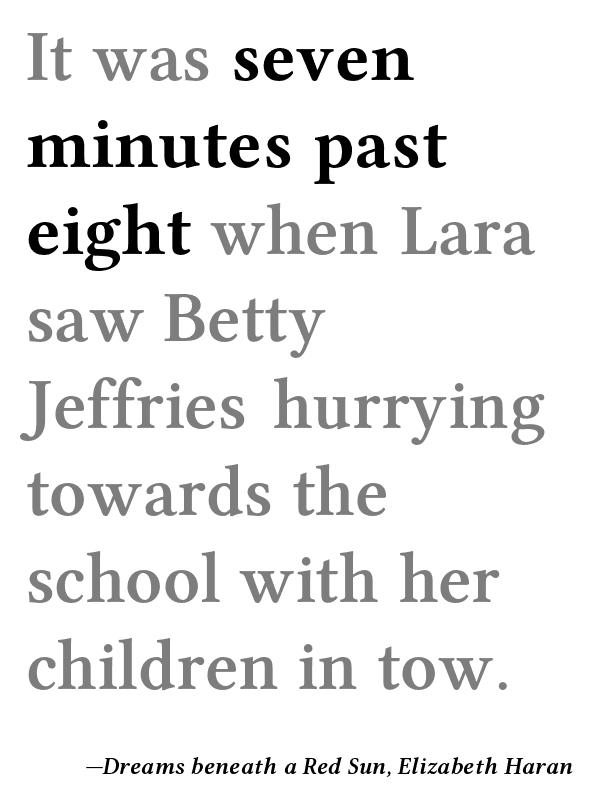 It was seven
minutes past
eight when Lara
saw Betty
Jeffries hurrying
towards the
school with her
children in tow.
—Dreams beneath a Red Sun, Elizabeth Haran